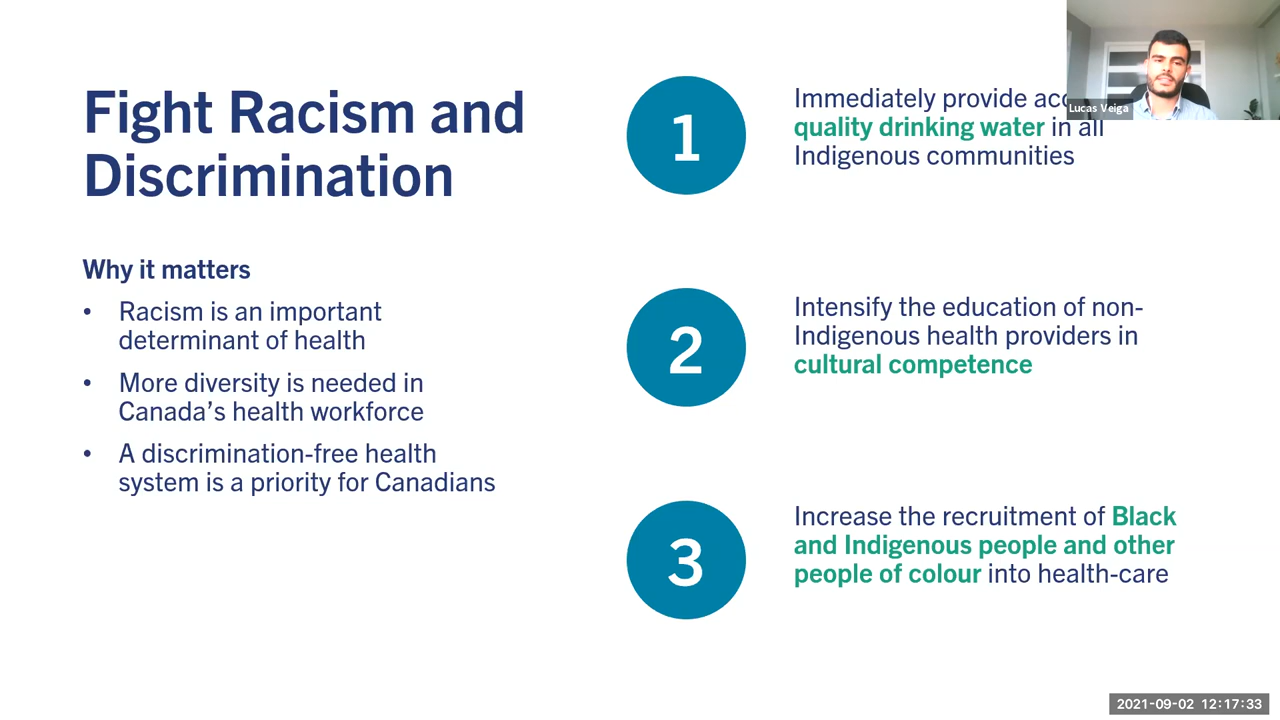 Fight Racism and
Discrimination
Why it matters
• Racism is an important
determinant of health
• More diversity is needed in
Canada's health workforce
• A discrimination-free health
system is a priority for Canadians
1
Immediately provide
quality drinking water in all
Indigenous communities
2
Intensify the education of non-
Indigenous health providers in
cultural competence
3
Increase the recruitment of Black
and Indigenous people and other
people of colour into health-care
Lucas Veiga
2021-09-02 12:17:33